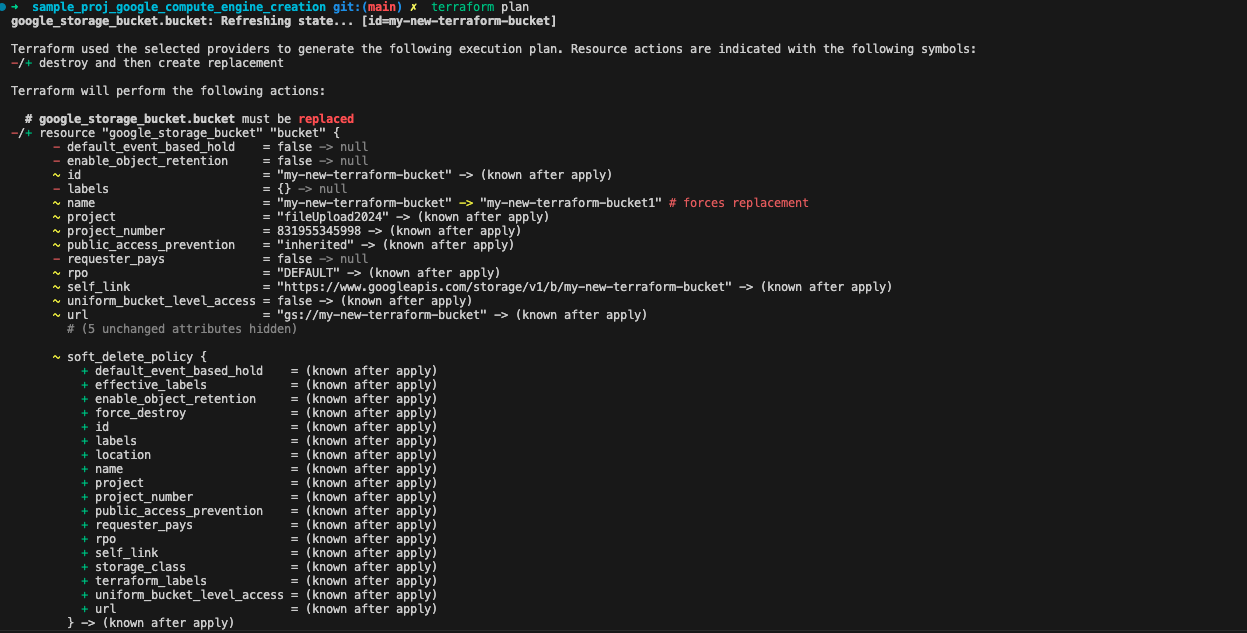 ➜  sample_proj_google_compute_engine_creation git:(main) ✗  terraform plan
google_storage_bucket.bucket: Refreshing state... [id=my-new-terraform-bucket]

Terraform used the selected providers to generate the following execution plan. Resource actions are indicated with the following symbols:
-/+ destroy and then create replacement

Terraform will perform the following actions:

  # google_storage_bucket.bucket must be replaced
-/+ resource "google_storage_bucket" "bucket" {
      - default_event_based_hold    = false -> null
      - enable_object_retention     = false -> null
      ~ id                          = "my-new-terraform-bucket" -> (known after apply)
      - labels                      = {} -> null
      ~ name                        = "my-new-terraform-bucket" -> "my-new-terraform-bucket1" # forces replacement
      ~ project                     = "fileUpload2024" -> (known after apply)
      ~ project_number              = 831955345998 -> (known after apply)
      ~ public_access_prevention    = "inherited" -> (known after apply)
      - requester_pays              = false -> null
      ~ rpo                         = "DEFAULT" -> (known after apply)
      ~ self_link                   = "https://www.googleapis.com/storage/v1/b/my-new-terraform-bucket" -> (known after apply)
      ~ uniform_bucket_level_access = false -> (known after apply)
      ~ url                         = "gs://my-new-terraform-bucket" -> (known after apply)
        # (5 unchanged attributes hidden)

      ~ soft_delete_policy {
          + default_event_based_hold    = (known after apply)
          + effective_labels            = (known after apply)
          + enable_object_retention     = (known after apply)
          + force_destroy               = (known after apply)
          + id                          = (known after apply)
          + labels                      = (known after apply)
          + location                    = (known after apply)
          + name                        = (known after apply)
          + project                     = (known after apply)
          + project_number              = (known after apply)
          + public_access_prevention    = (known after apply)
          + requester_pays              = (known after apply)
          + rpo                         = (known after apply)
          + self_link                   = (known after apply)
          + storage_class               = (known after apply)
          + terraform_labels            = (known after apply)
          + uniform_bucket_level_access = (known after apply)
          + url                         = (known after apply)
        } -> (known after apply)